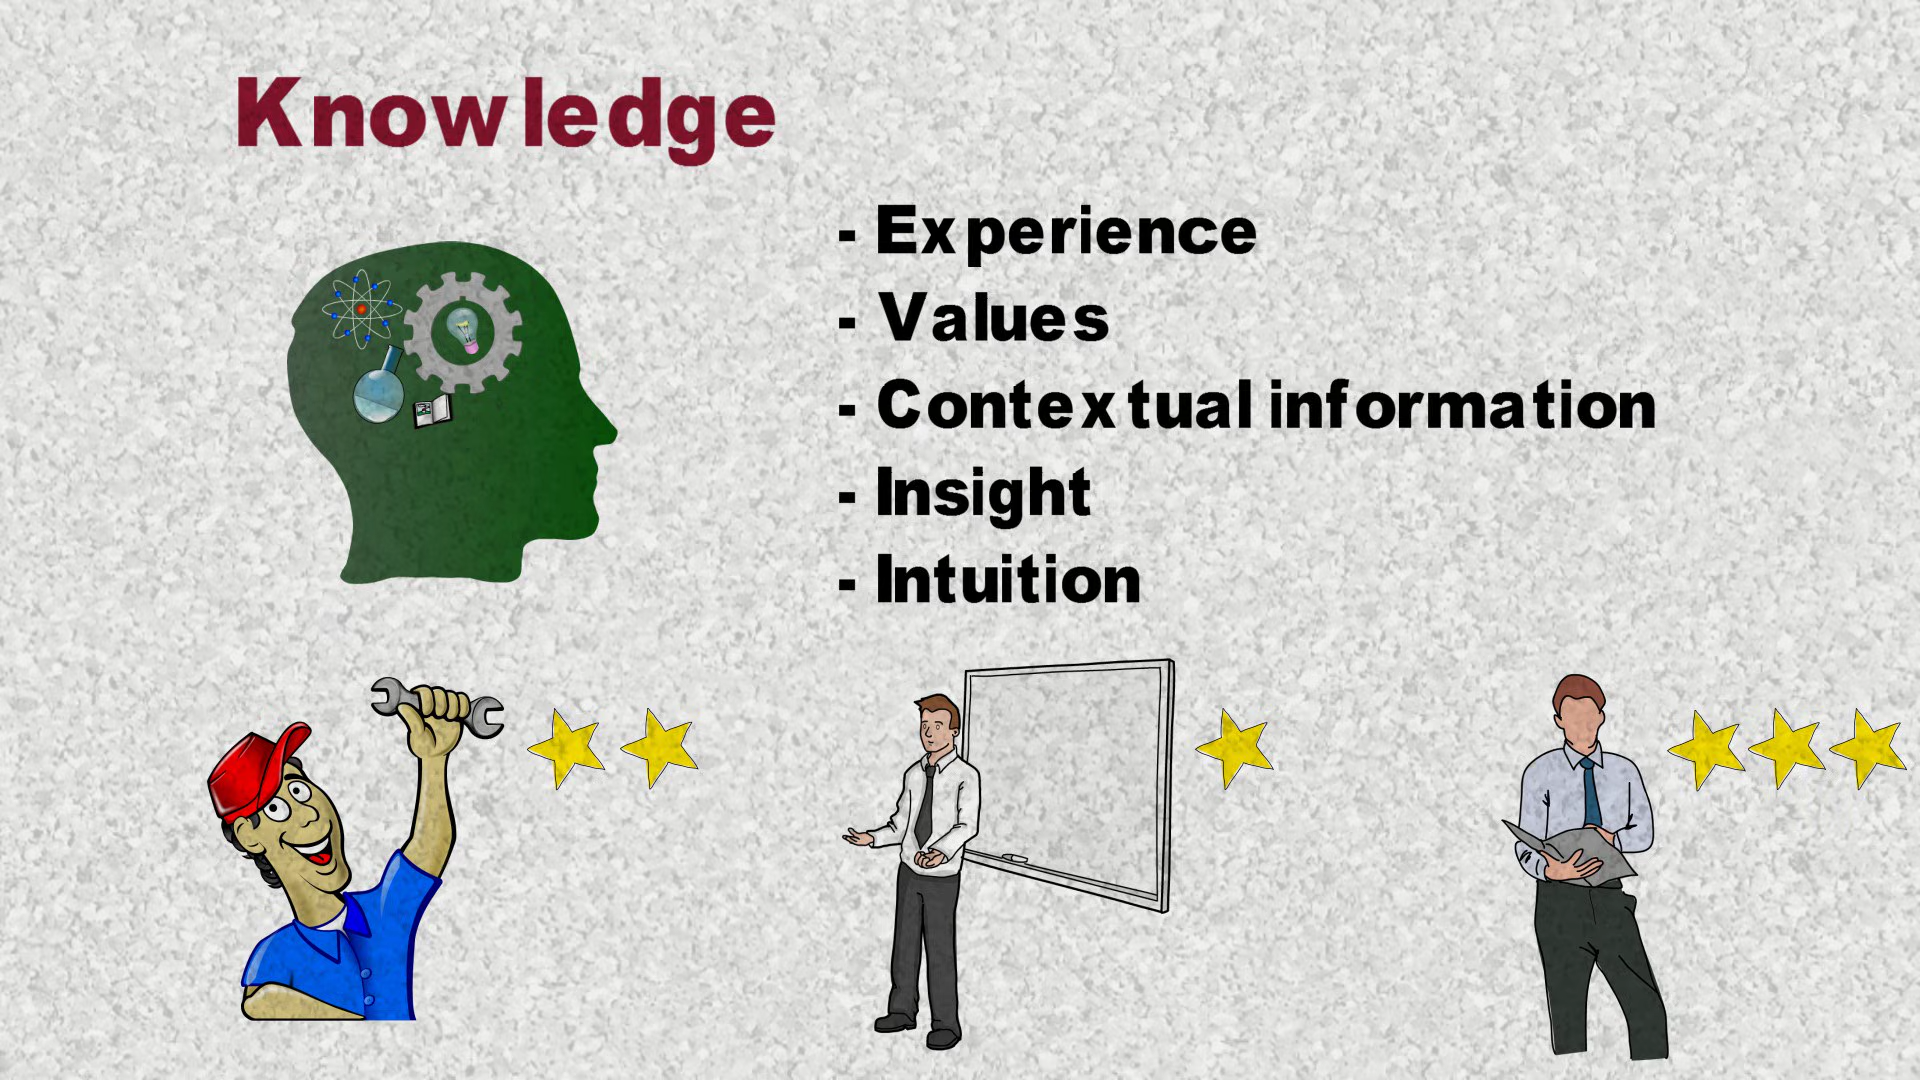 Knowledge
- Experience
- Values
- Contextual information
- Insight
- Intuition